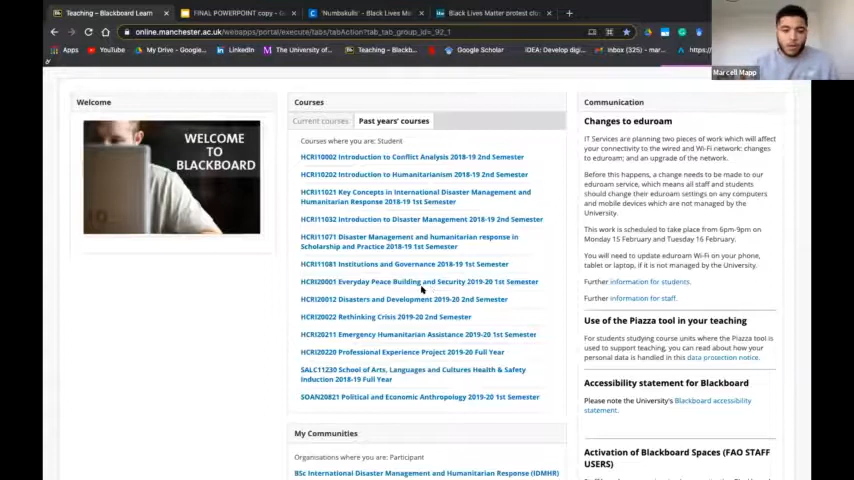 Teaching – Blackboard Learn
FINAL POWERPOINT copy - G
'Numbskulls' - Black Lives M
Black Lives Matter protest cl
online.manchester.ac.uk/webapps/portal/execute/tabs/tabAction?tab_tab_group_id=_92_1
Apps
YouTube
My Drive - Google...
LinkedIn
The University of...
Teaching – Blackb...
Google Scholar
IDEA: Develop digi...
Inbox (325) - mar...
https:/
Marcell Mapp
Welcome
WELCOME
TO
BLACKBOARD
Courses
Current courses
Past years' courses
Courses where you are: Student
HCRI10002 Introduction to Conflict Analysis 2018-19 2nd Semester
HCRI10202 Introduction to Humanitarianism 2018-19 2nd Semester
HCRI11021 Key Concepts in International Disaster Management and
Humanitarian Response 2018-19 1st Semester
HCRI11032 Introduction to Disaster Management 2018-19 2nd Semester
HCRI11071 Disaster Management and humanitarian response in
Scholarship and Practice 2018-19 1st Semester
HCRI11081 Institutions and Governance 2018-19 1st Semester
HCRI20001 Everyday Peace Building and Security 2019-20 1st Semester
HCRI20012 Disasters and Development 2019-20 2nd Semester
HCRI20022 Rethinking Crisis 2019-20 2nd Semester
HCRI20211 Emergency Humanitarian Assistance 2019-20 1st Semester
HCRI20220 Professional Experience Project 2019-20 Full Year
SALC11230 School of Arts, Languages and Cultures Health & Safety
Induction 2018-19 Full Year
SOAN20821 Political and Economic Anthropology 2019-20 1st Semester
My Communities
Organisations where you are: Participant
BSc International Disaster Management and Humanitarian Response (IDMHR)
Communication
Changes to eduroam
IT Services are planning two pieces of work which will affect
your connectivity to the wired and Wi-Fi network: changes
to eduroam; and an upgrade of the network.
Before this happens, a change needs to be made to our
eduroam service, which means all staff and students
should change their eduroam settings on any computers
and mobile devices which are not managed by the
University.
This work is scheduled to take place from 6pm-9pm on
Monday 15 February and Tuesday 16 February.
You will need to update eduroam Wi-Fi on your phone,
tablet or laptop, if it is not managed by the University.
Further information for students.
Further information for staff.
Use of the Piazza tool in your teaching
For students studying course units where the Piazza tool is
used to support teaching, you can read about how your
personal data is handled in this data protection notice.
Accessibility statement for Blackboard
Please note the University's Blackboard accessibility
statement.
Activation of Blackboard Spaces (FAO STAFF
USERS)